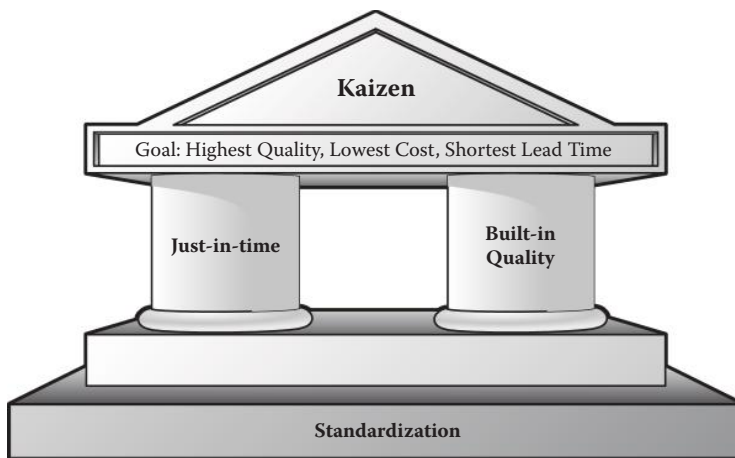 Kaizen
Goal: Highest Quality, Lowest Cost, Shortest Lead Time
Just-in-time
Built-in
Quality
Standardization